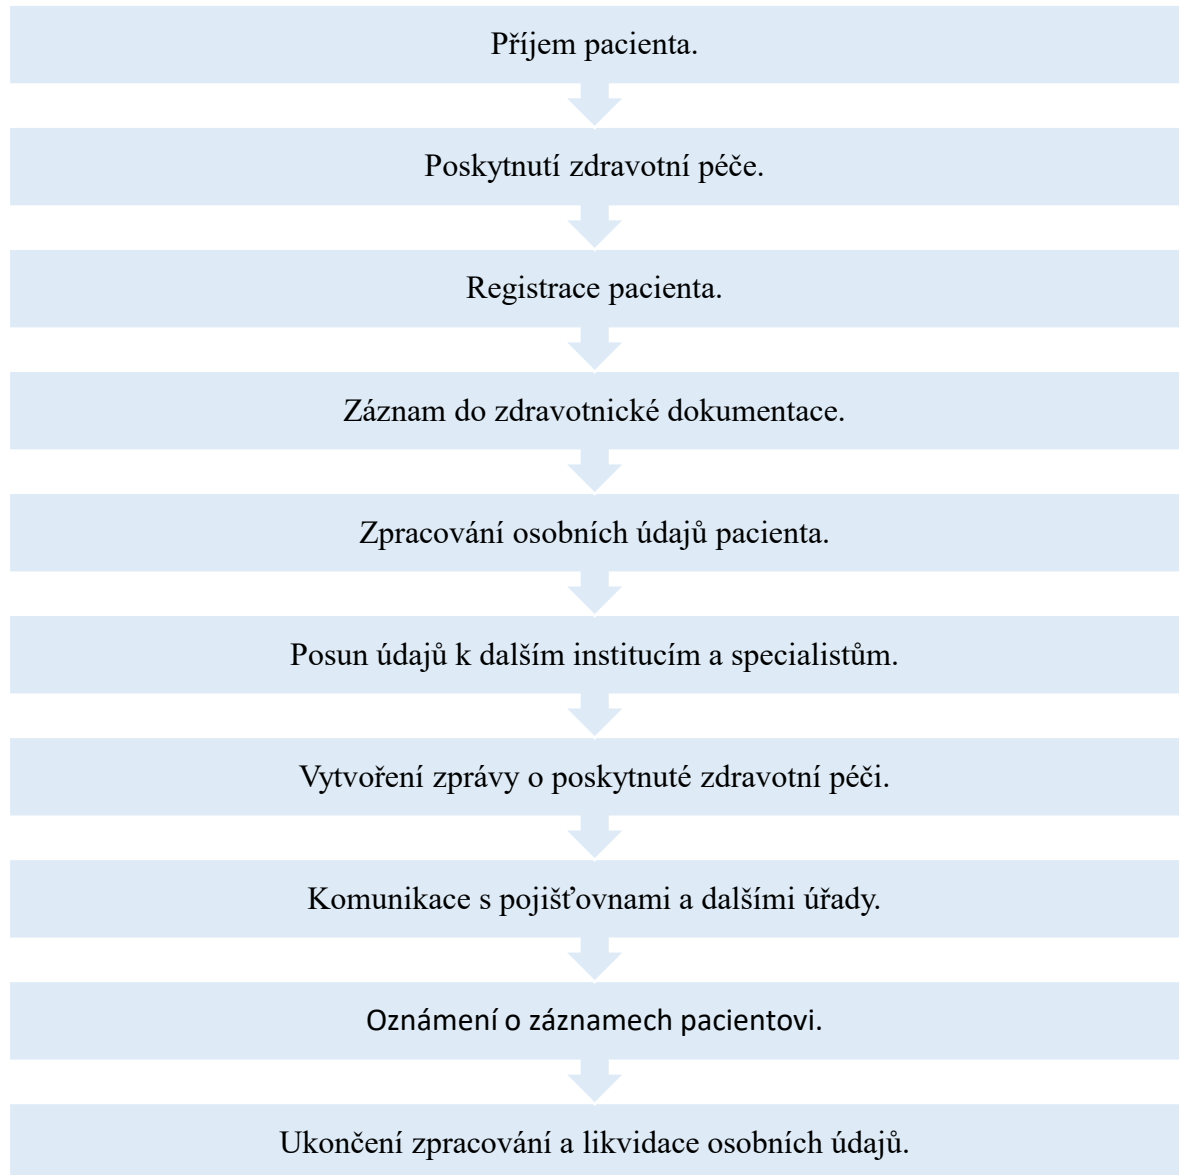 Příjem pacienta.
Poskytnutí zdravotní péče.
Registrace pacienta.
Záznam do zdravotnické dokumentace.
Zpracování osobních údajů pacienta.
Posun údajů k dalším institucím a specialistům.
Vytvoření zprávy o poskytnuté zdravotní péči.
Komunikace s pojišťovnami a dalšími úřady.
Oznámení o záznamech pacientovi.
Ukončení zpracování a likvidace osobních údajů.